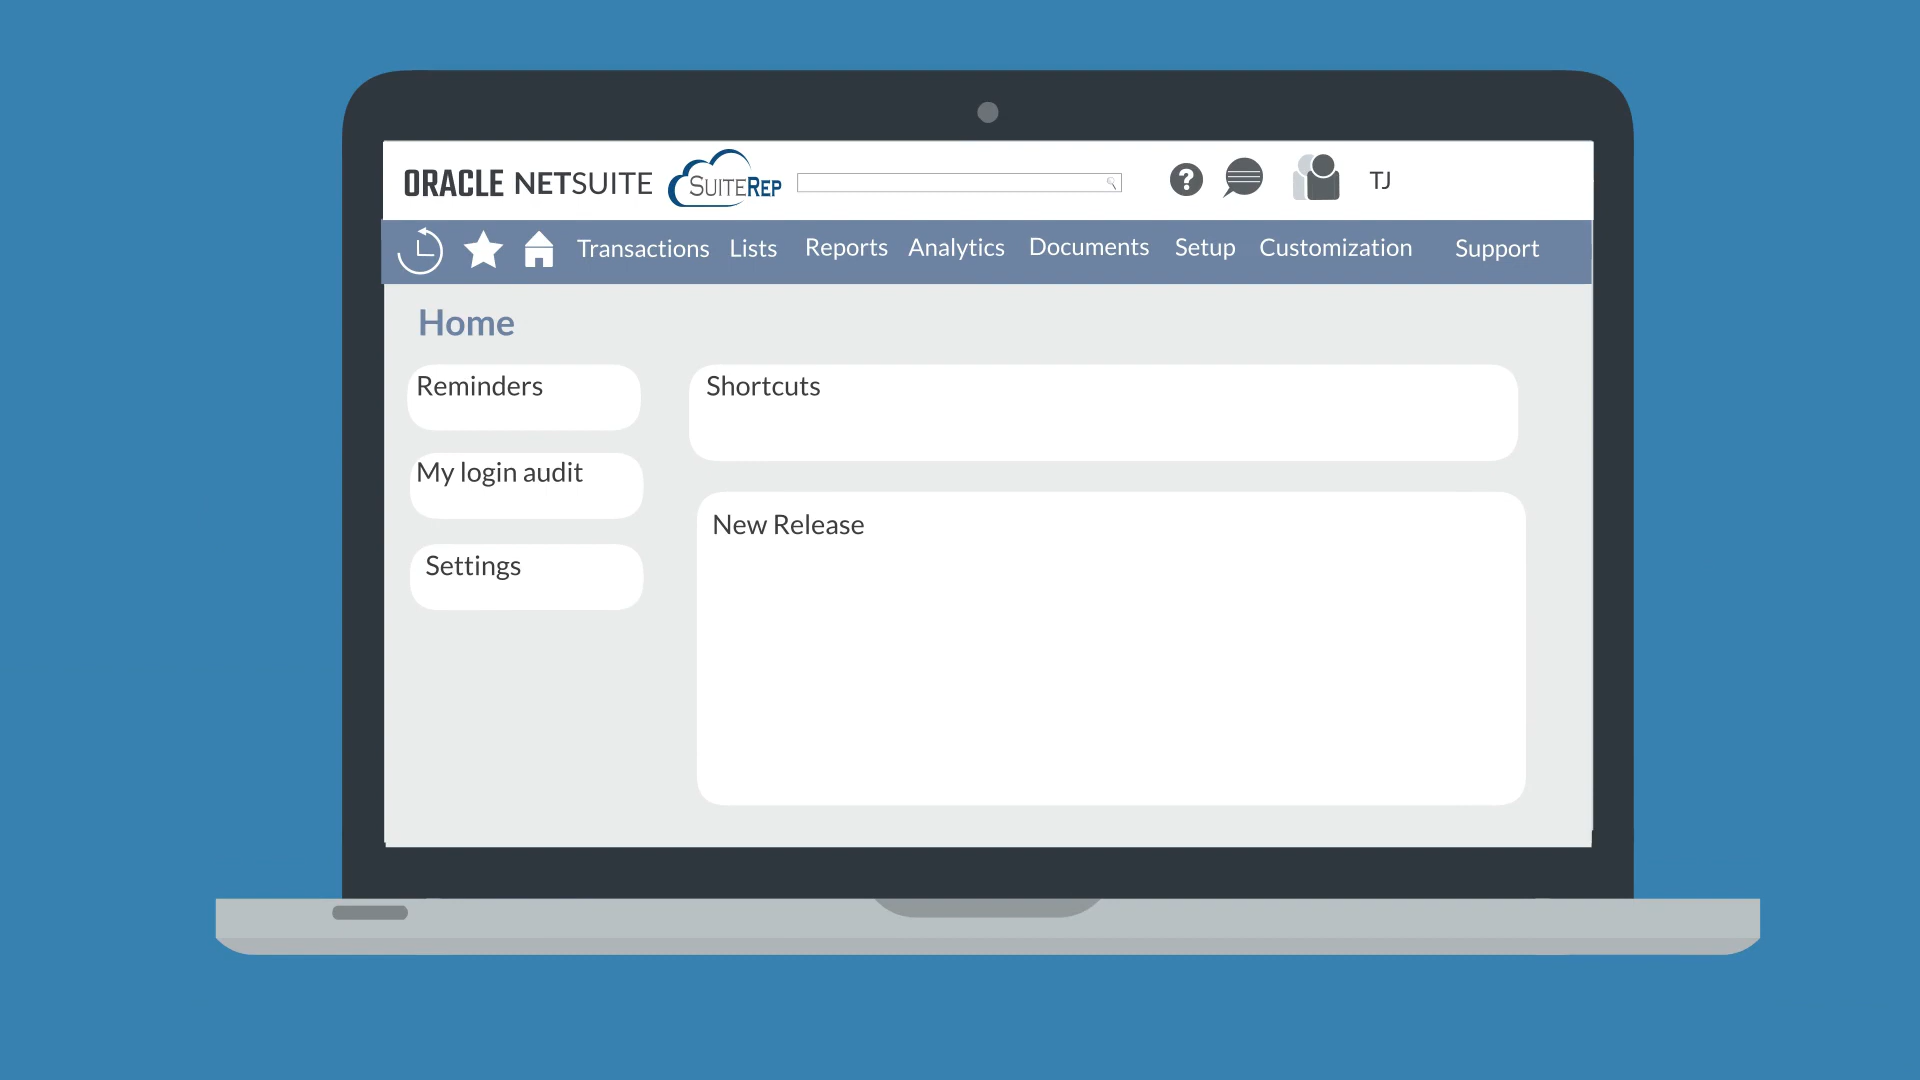 ORACLE NETSUITE SUITEREP ? TJ
Transactions Lists Reports Analytics Documents Setup Customization Support
Home
Reminders
Shortcuts
My login audit
New Release
Settings